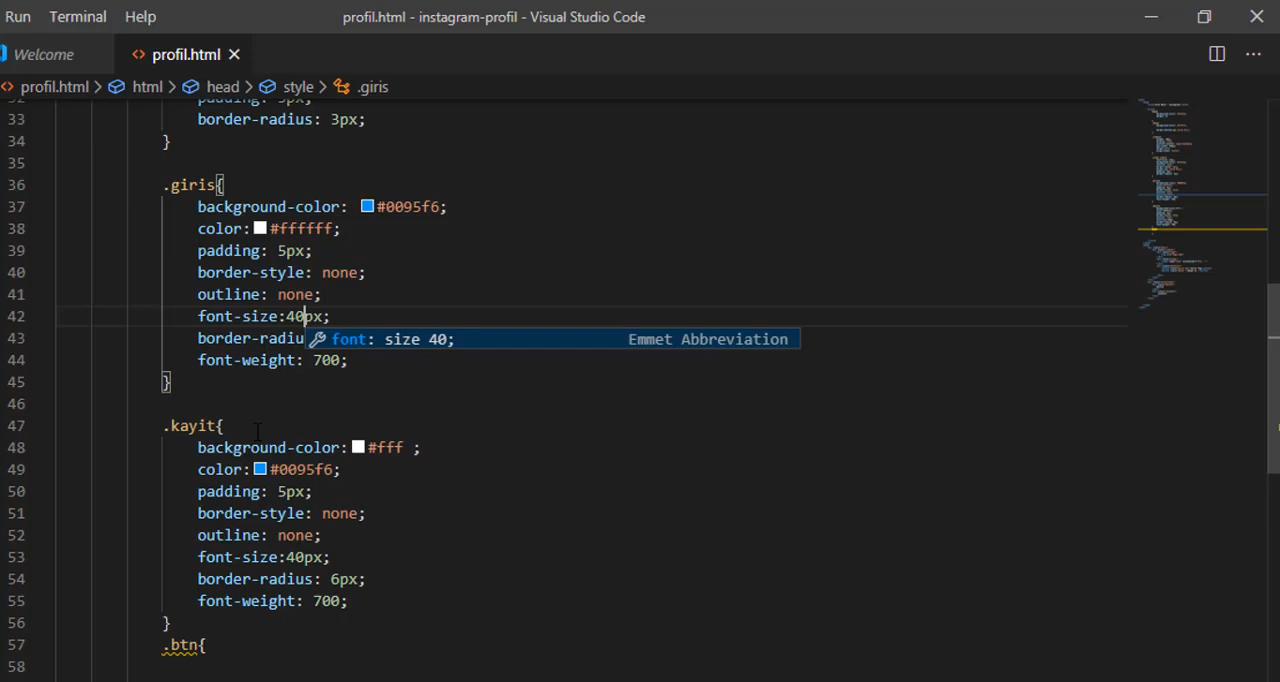 Run Terminal Help profil.html - instagram-profil - Visual Studio Code
Welcome profil.html
profil.html > html > head > style > .giris
33 border-radius: 3px;
34 }
35
36 .giris{
37 background-color: #0095f6;
38 color: #ffffff;
39 padding: 5px;
40 border-style: none;
41 outline: none;
42 font-size:40px;
43 border-radiu font: size 40; Emmet Abbreviation
44 font-weight: 700;
45 }
46
47 .kayit{
48 background-color: #fff ;
49 color: #0095f6;
50 padding: 5px;
51 border-style: none;
52 outline: none;
53 font-size:40px;
54 border-radius: 6px;
55 font-weight: 700;
56 }
57 .btn{
58